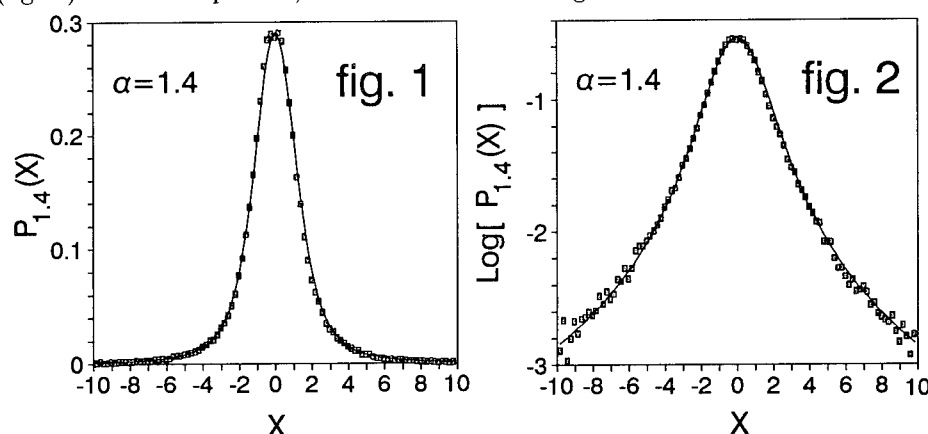 0.3
0.2
0.1
0
-10 -8 -6 -4 -2 0 2 4 6 8 10
α=1.4
fig. 1
P1.4(X)
X
-1
-2
-3
-10 -8 -6 -4 -2 0 2 4 6 8 10
α=1.4
fig. 2
Log[ P1.4(X) ]
X